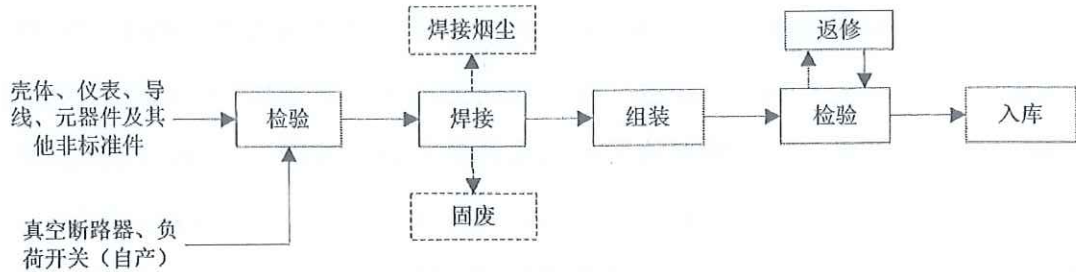 焊接烟尘
返修
壳体、仪表、导
线、元器件及其
他非标准件
检验
焊接
组装
检验
入库
固废
真空断路器、负
荷开关（自产）